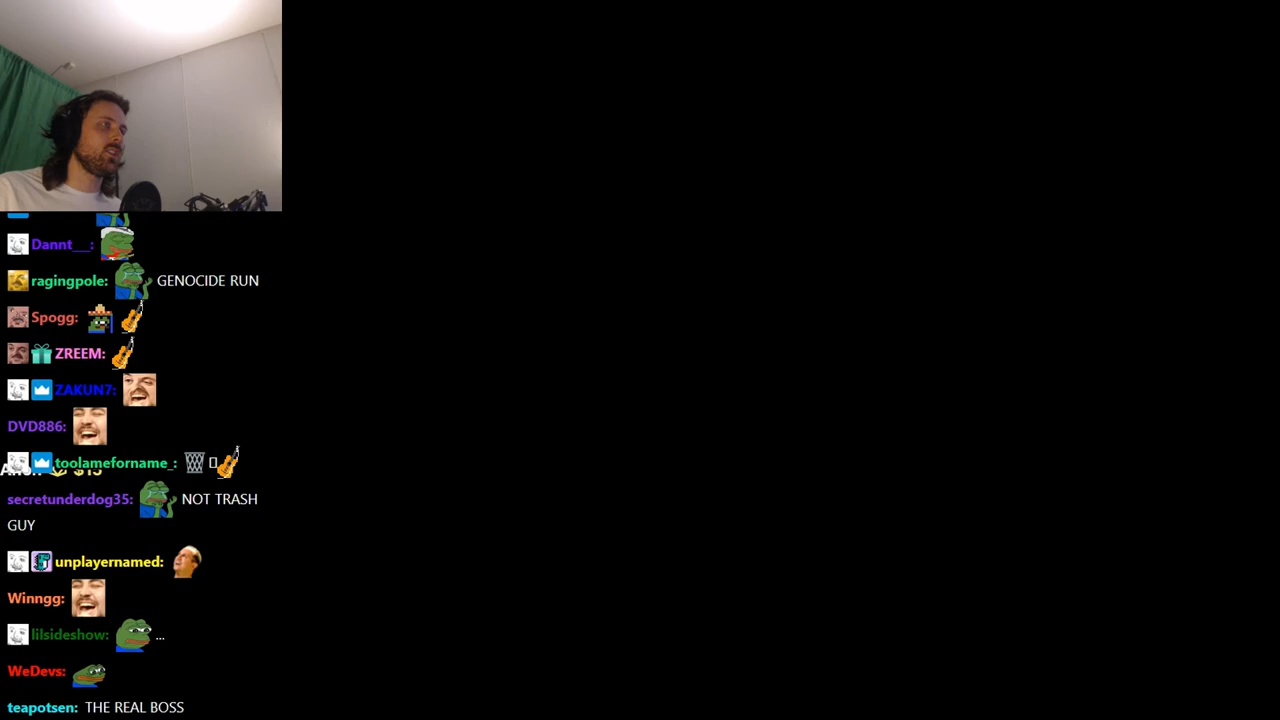 Dannt__:
ragingpole: GENOCIDE RUN
Spogg:
ZREEM:
ZAKUN7:
DVD886:
toolameforname_:
$15
secretunderdog35: NOT TRASH
GUY
unplayernamed:
Winngg:
lilsideshow: ...
WeDevs:
teapotsen: THE REAL BOSS